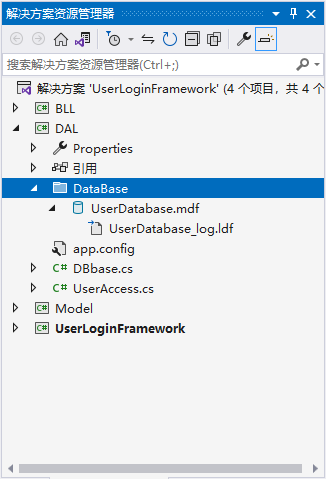 解决方案资源管理器
搜索解决方案资源管理器(Ctrl+;)
解决方案 'UserLoginFramework' (4 个项目，共 4 个
BLL
DAL
Properties
引用
DataBase
UserDatabase.mdf
UserDatabase_log.ldf
app.config
DBbase.cs
UserAccess.cs
Model
UserLoginFramework